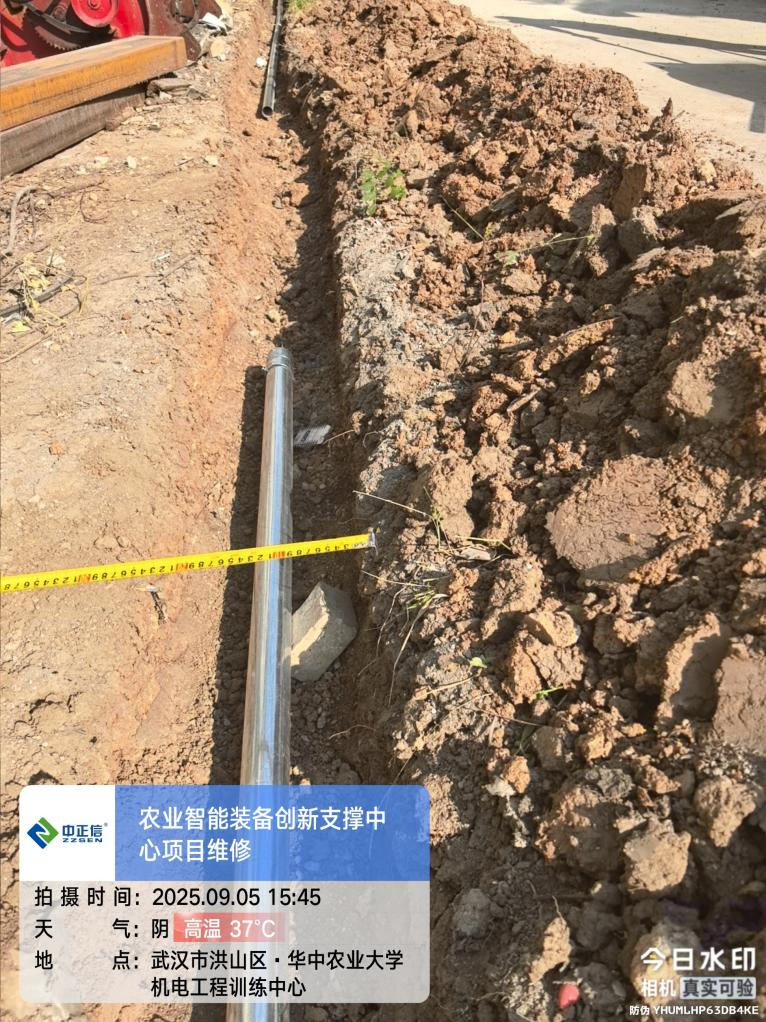 中正信
ZZSEN
农业智能装备创新支撑中
心项目维修
拍摄时间: 2025.09.05 15:45
天气: 阴 高温 37°C
地点: 武汉市洪山区·华中农业大学
机电工程训练中心
今日水印
相机 真实可验
防伪 YHUMLHP63DB4KE